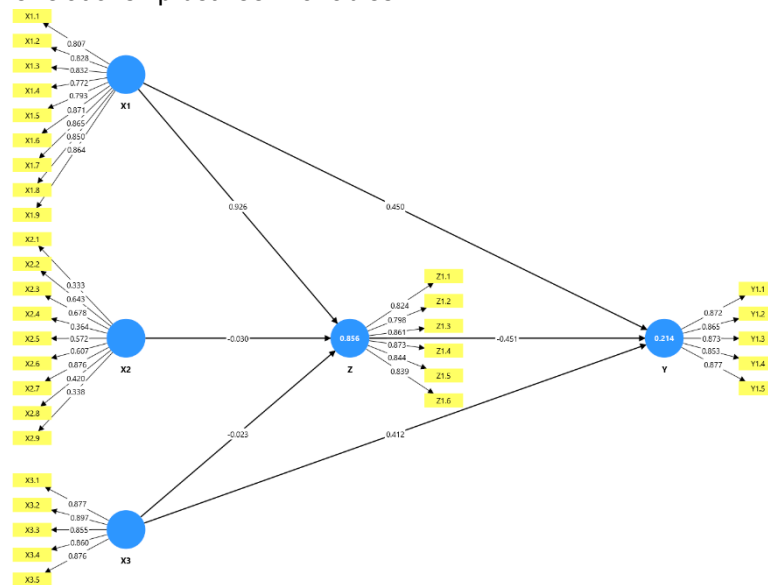 X1.1
X1.2
X1.3
X1.4
X1.5
X1.6
X1.7
X1.8
X1.9
0.807
0.828
0.832
0.772
0.793
0.871
0.865
0.850
0.864
X1
0.926
0.450
X2.1
X2.2
X2.3
X2.4
X2.5
X2.6
X2.7
X2.8
X2.9
0.333
0.643
0.678
0.364
0.572
0.607
0.876
0.420
0.338
X2
-0.030
0.856
Z
Z1.1
Z1.2
Z1.3
Z1.4
Z1.5
Z1.6
0.824
0.798
0.861
0.873
0.844
0.839
-0.451
0.214
Y
Y1.1
Y1.2
Y1.3
Y1.4
Y1.5
0.872
0.865
0.873
0.853
0.877
-0.023
0.412
X3.1
X3.2
X3.3
X3.4
X3.5
0.877
0.897
0.855
0.860
0.876
X3